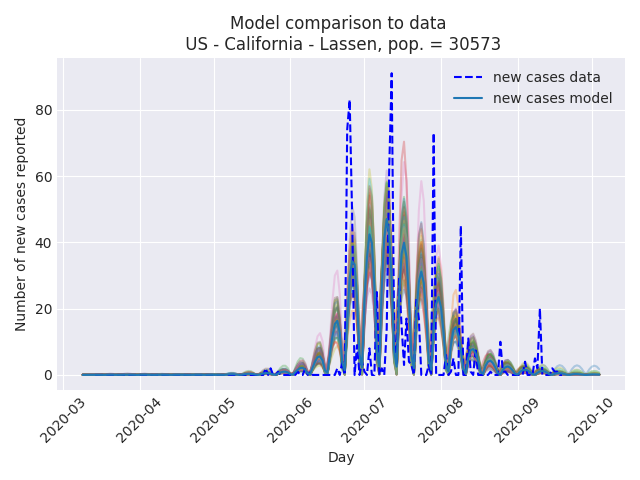 Model comparison to data
US - California - Lassen, pop. = 30573
new cases data
new cases model
Number of new cases reported
80
60
40
20
0
2020-03
2020-04
2020-05
2020-06
2020-07
2020-08
2020-09
2020-10
Day